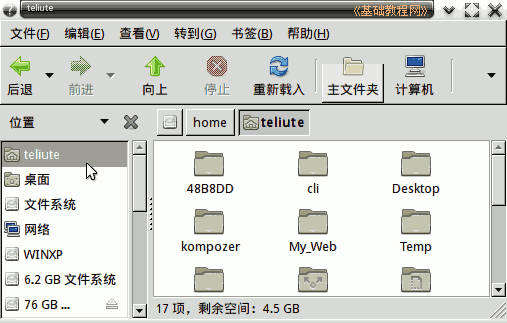 teliute 《基础教程网》
文件(F) 编辑(E) 查看(V) 转到(G) 书签(B) 帮助(H)
后退 前进 向上 停止 重新载入 主文件夹 计算机
位置 home teliute
teliute
桌面
文件系统
网络
WINXP
6.2 GB 文件系统
76 GB ...
48B8DD cli Desktop
kompozer My_Web Temp
17 项，剩余空间：4.5 GB